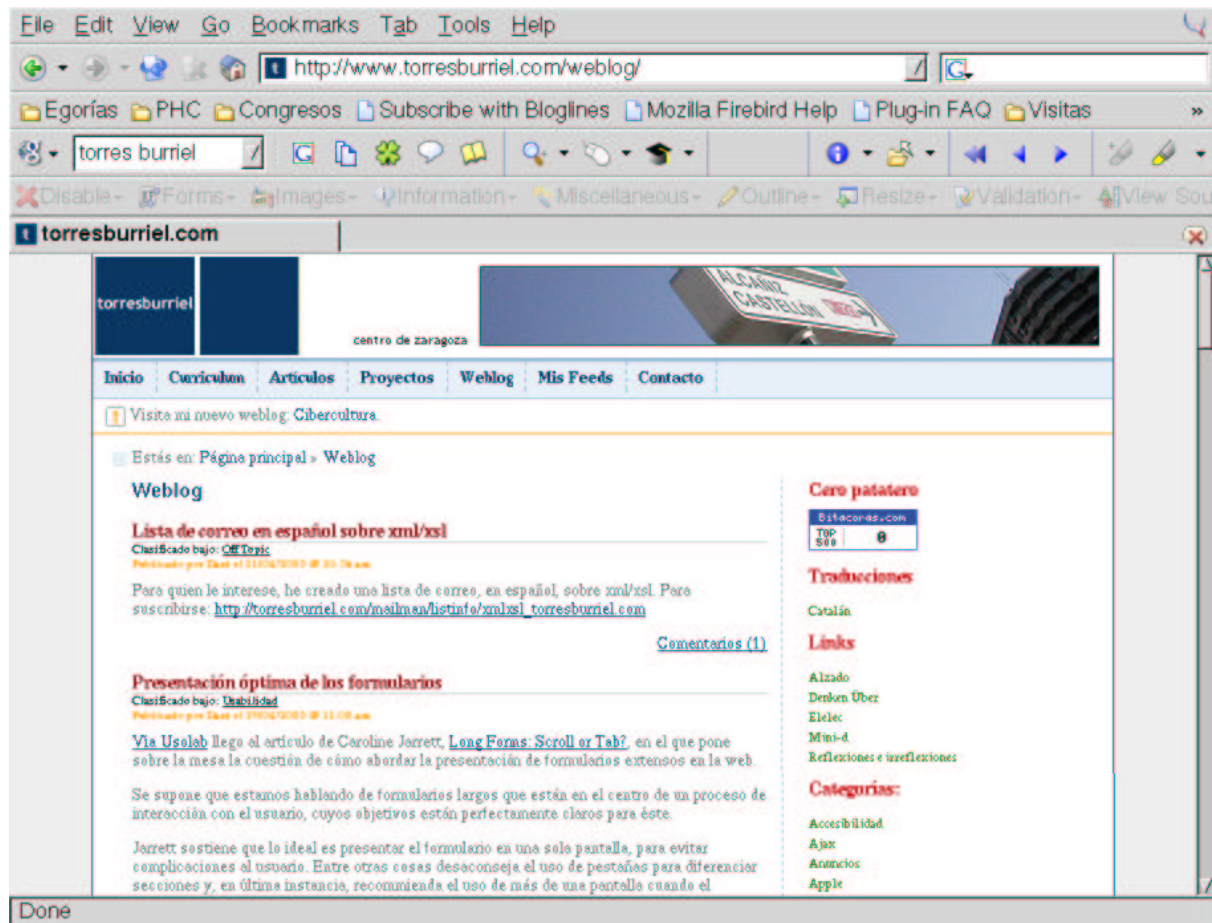 File Edit View Go Bookmarks Tab Tools Help
http://www.torresburriel.com/weblog/
Egorías PHC Congresos Subscribe with Bloglines Mozilla Firebird Help Plug-in FAQ Visitas »
torres burriel
Disable Forms Images Information Miscellaneous Outline Resize Validation View Sou
torresburriel.com
torresburriel
centro de zaragoza
ALCAÑIZ
CASTELLÓN
Inicio Curriculum Artículos Proyectos Weblog Mis Feeds Contacto
Visita mi nuevo weblog: Cibercultura.
Estás en: Página principal » Weblog
Weblog
Lista de correo en español sobre xml/xsl
Clasificado bajo: Off Topic
Para quien le interese, he creado una lista de correo, en español, sobre xml/xsl. Para
suscribirse: http://torresburriel.com/mailman/listinfo/xmlxsl_torresburriel.com
Comentarios (1)
Presentación óptima de los formularios
Clasificado bajo: Usabilidad
Vía Usolab llego al artículo de Caroline Jarrett, Long Forms: Scroll or Tab?, en el que pone
sobre la mesa la cuestión de cómo abordar la presentación de formularios extensos en la web.
Se supone que estamos hablando de formularios largos que están en el centro de un proceso de
interacción con el usuario, cuyos objetivos están perfectamente claros para éste.
Jarrett sostiene que lo ideal es presentar el formulario en una sola pantalla, para evitar
complicaciones al usuario. Entre otras cosas desaconseja el uso de pestañas para diferenciar
secciones y, en última instancia, recomienda el uso de más de una pantalla cuando el
Cero patatero
Bitacoras.com
TOP
500 0
Traducciones
Catalán
Links
Alzado
Denken Über
Elelec
Mini-d
Reflexiones e irreflexiones
Categorías:
Accesibilidad
Ajax
Anuncios
Apple
Done